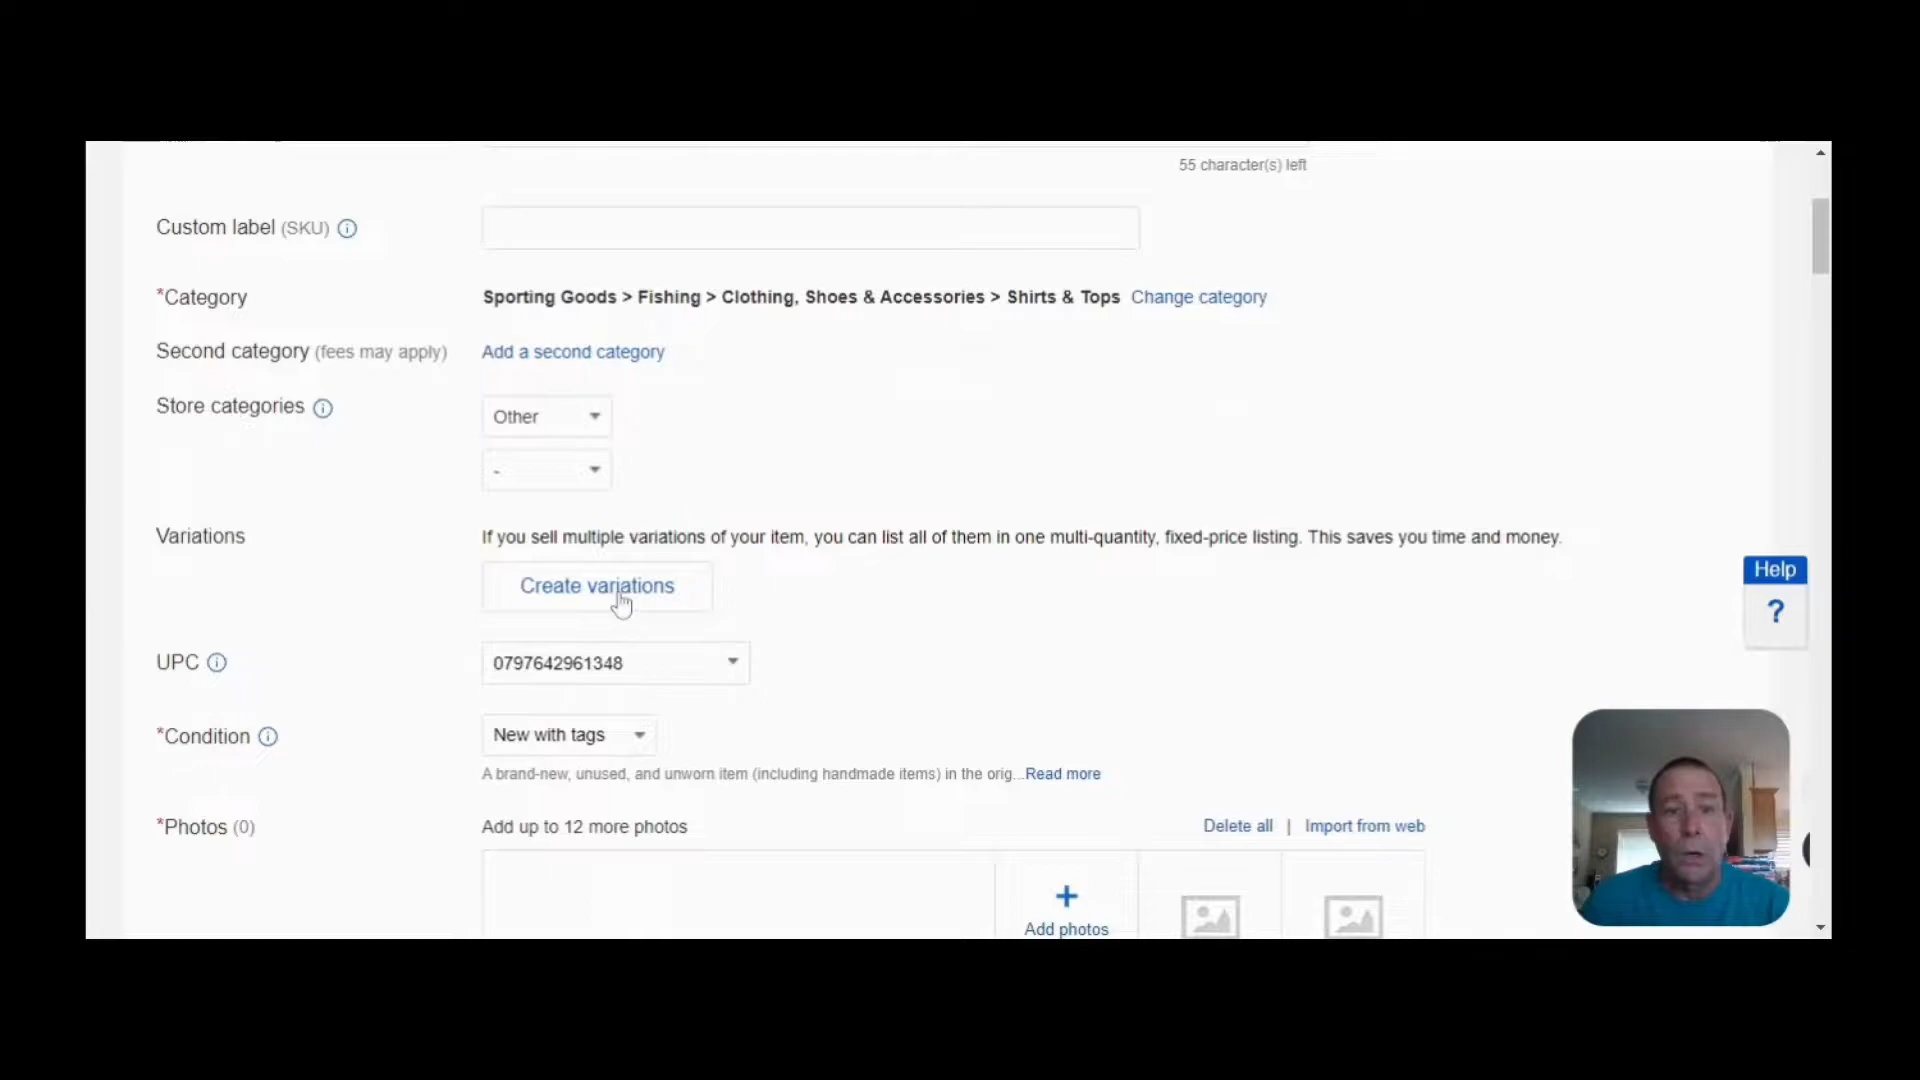 55 character(s) left
Custom label (SKU)
*Category Sporting Goods > Fishing > Clothing, Shoes & Accessories > Shirts & Tops Change category
Second category (fees may apply) Add a second category
Store categories Other
-
Variations If you sell multiple variations of your item, you can list all of them in one multi-quantity, fixed-price listing. This saves you time and money.
Create variations
Help
?
UPC 0797642961348
*Condition New with tags
A brand-new, unused, and unworn item (including handmade items) in the orig...Read more
*Photos (0) Add up to 12 more photos Delete all | Import from web
+
Add photos